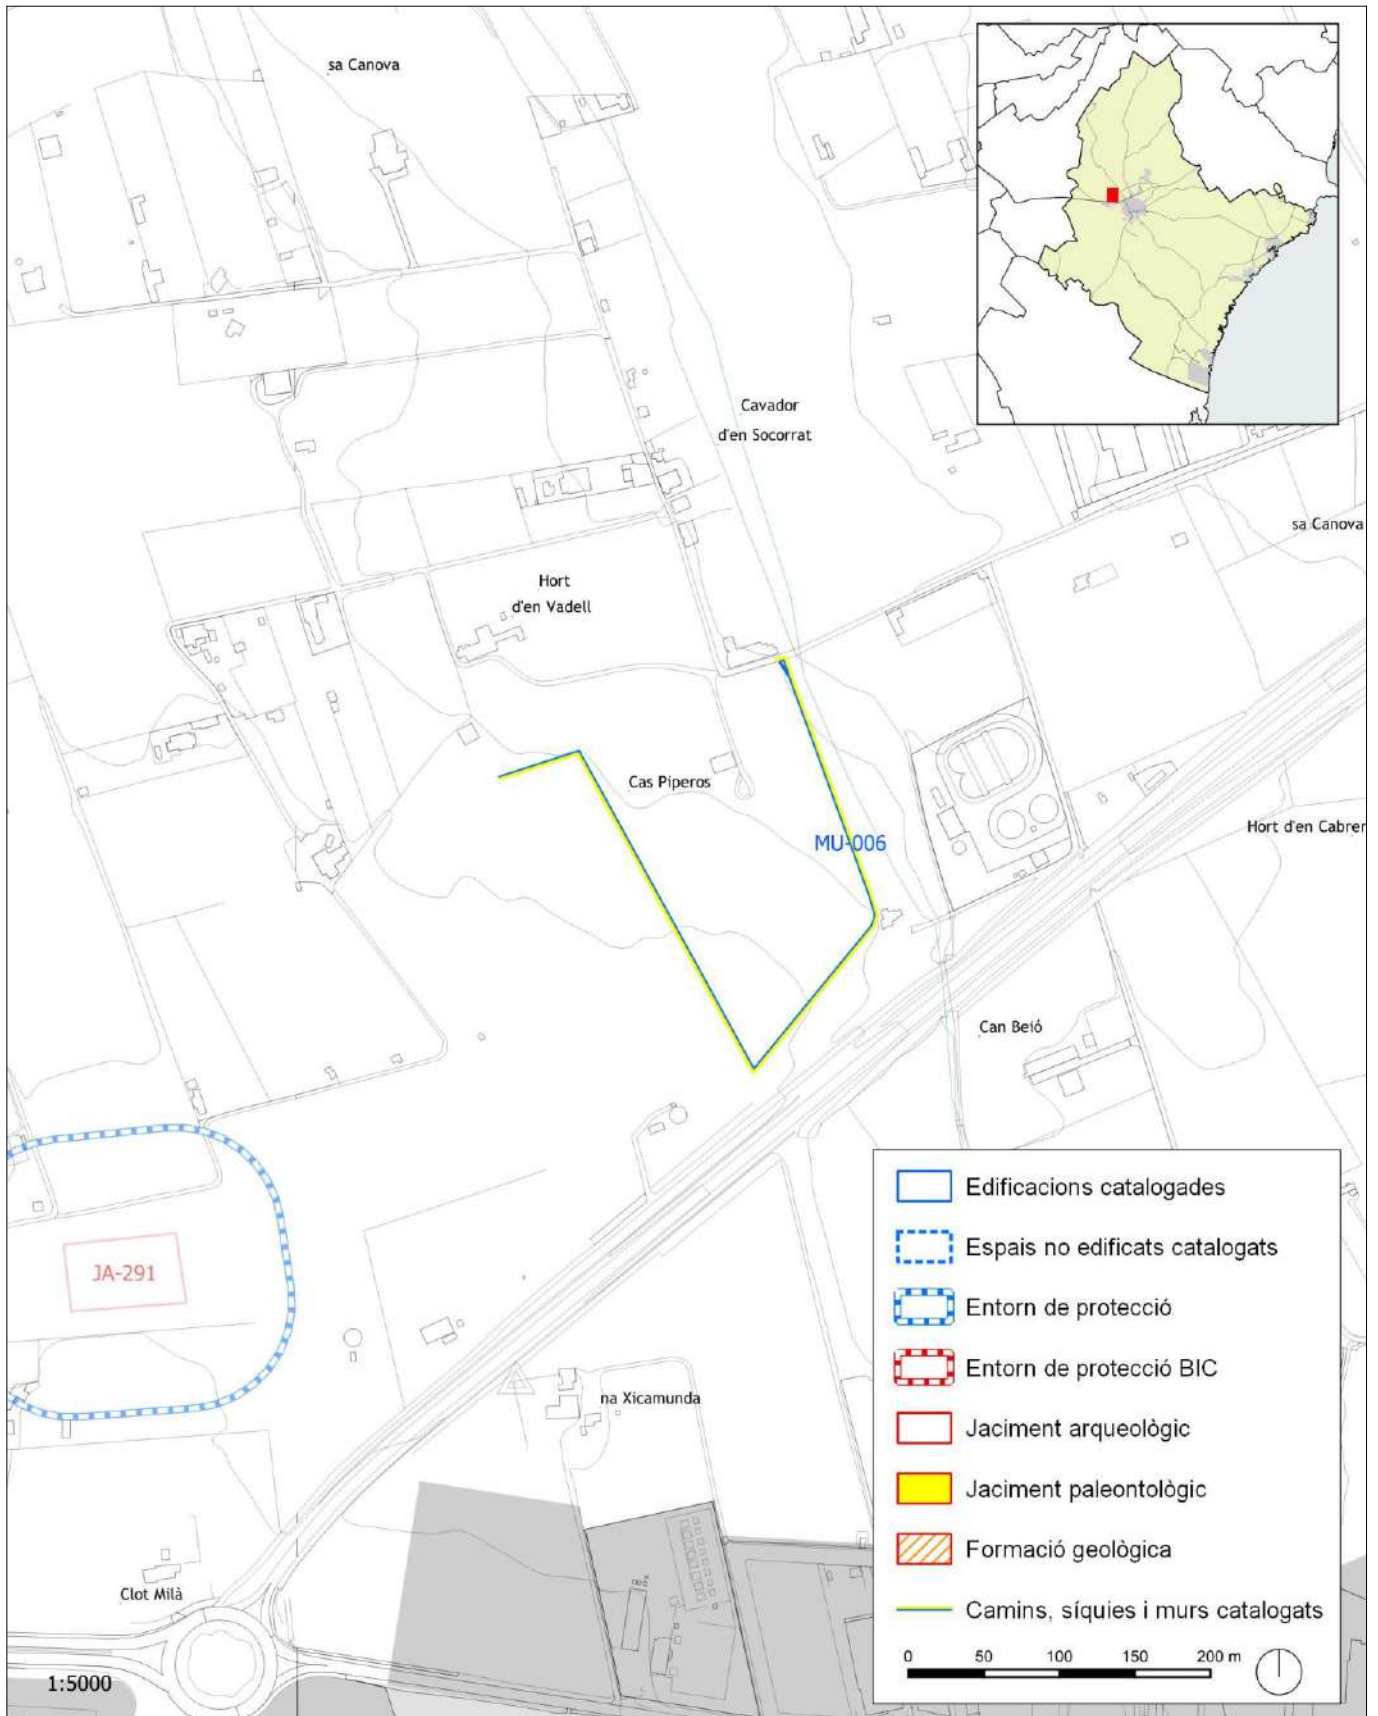 sa Canova
Cavador
d'en Socorrat
sa Canova
Hort
d'en Vadell
Cas Piperos
MU-006
Hort d'en Cabrer
Can Beió
JA-291
na Xicamunda
Clot Milà
1:5000
Edificacions catalogades
Espais no edificats catalogats
Entorn de protecció
Entorn de protecció BIC
Jaciment arqueològic
Jaciment paleontològic
Formació geològica
Camins, síquies i murs catalogats
0 50 100 150 200 m